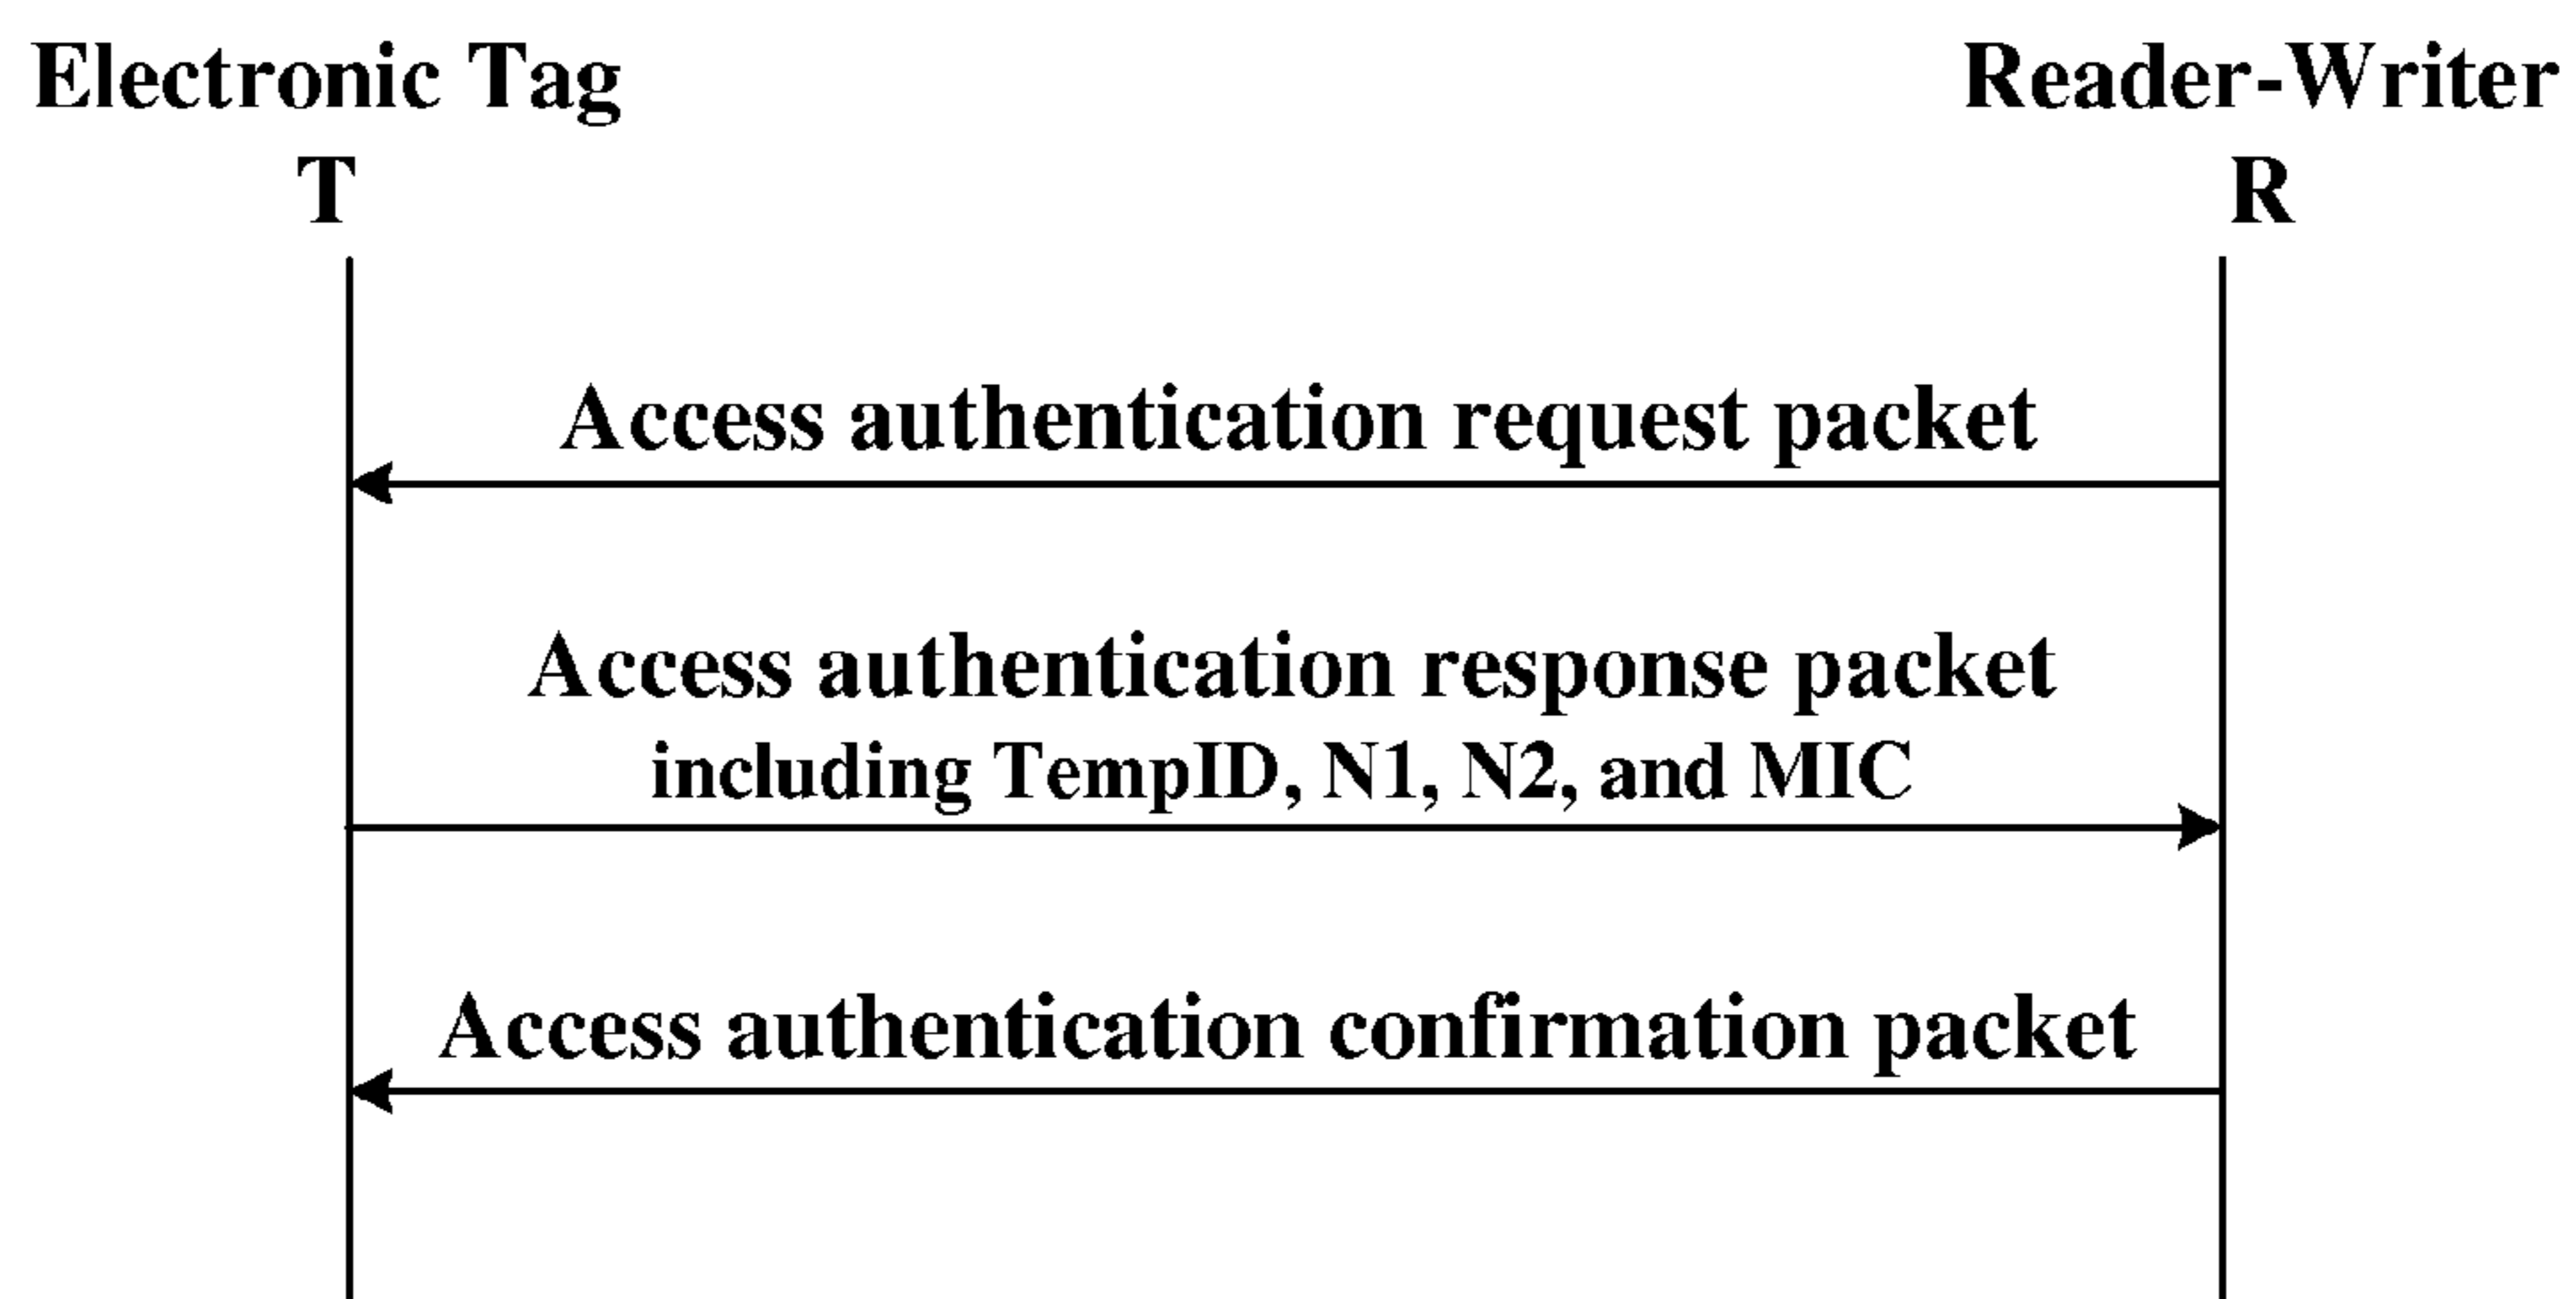 Electronic Tag
T
Reader-Writer
R
Access authentication request packet
Access authentication response packet
including TempID, N1, N2, and MIC
Access authentication confirmation packet